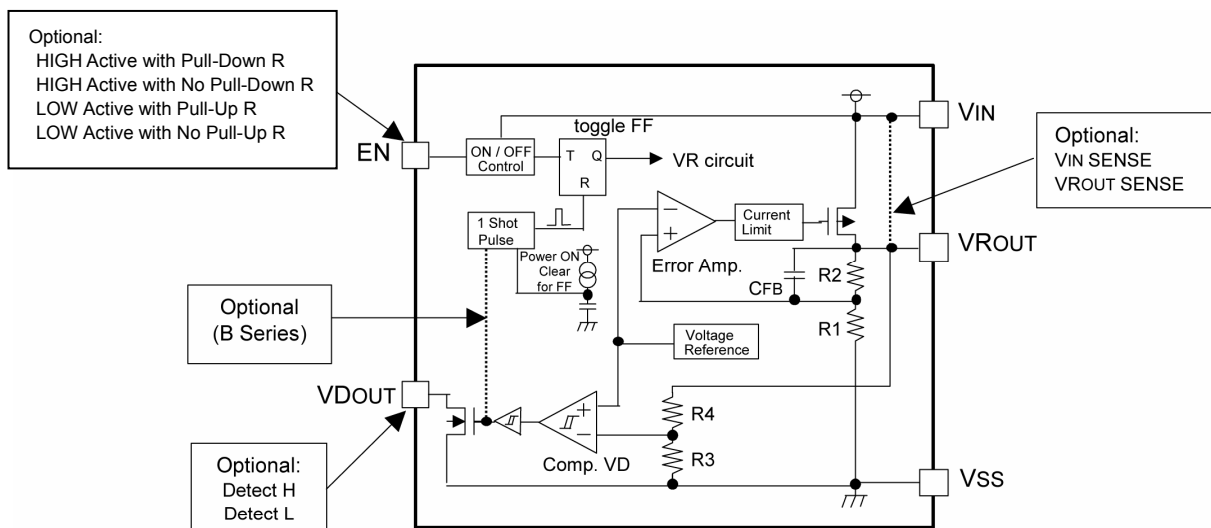 Optional:
HIGH Active with Pull-Down R
HIGH Active with No Pull-Down R
LOW Active with Pull-Up R
LOW Active with No Pull-Up R
EN
ON / OFF
Control
toggle FF
T Q
R
VR circuit
VIN
Optional:
VIN SENSE
VROUT SENSE
1 Shot
Pulse
Power ON
Clear
for FF
−
+
Error Amp.
Current
Limit
VROUT
CFB
R2
R1
Optional
(B Series)
Voltage
Reference
VDOUT
+
−
Comp. VD
R4
R3
VSS
Optional:
Detect H
Detect L